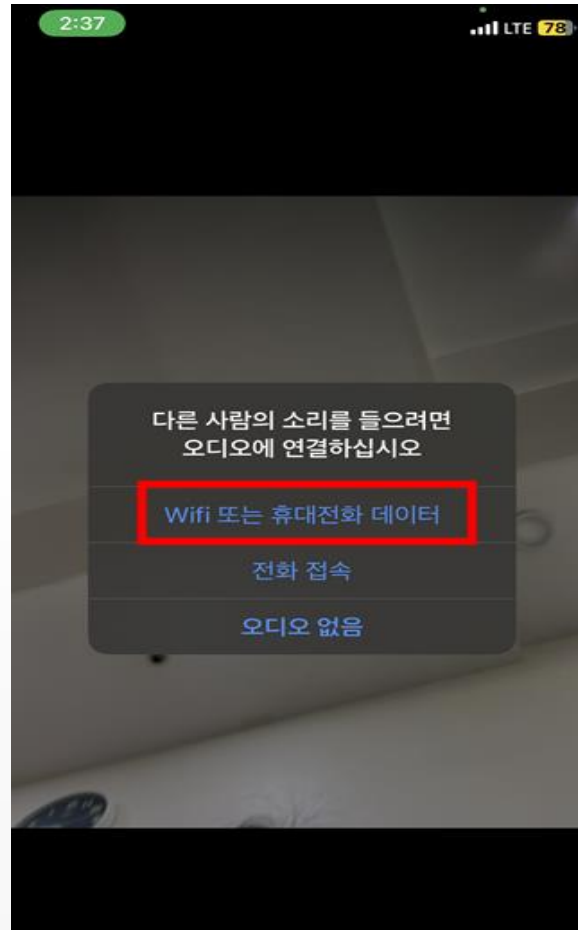 2:37
LTE 78
다른 사람의 소리를 들으려면
오디오에 연결하십시오
Wifi 또는 휴대전화 데이터
전화 접속
오디오 없음